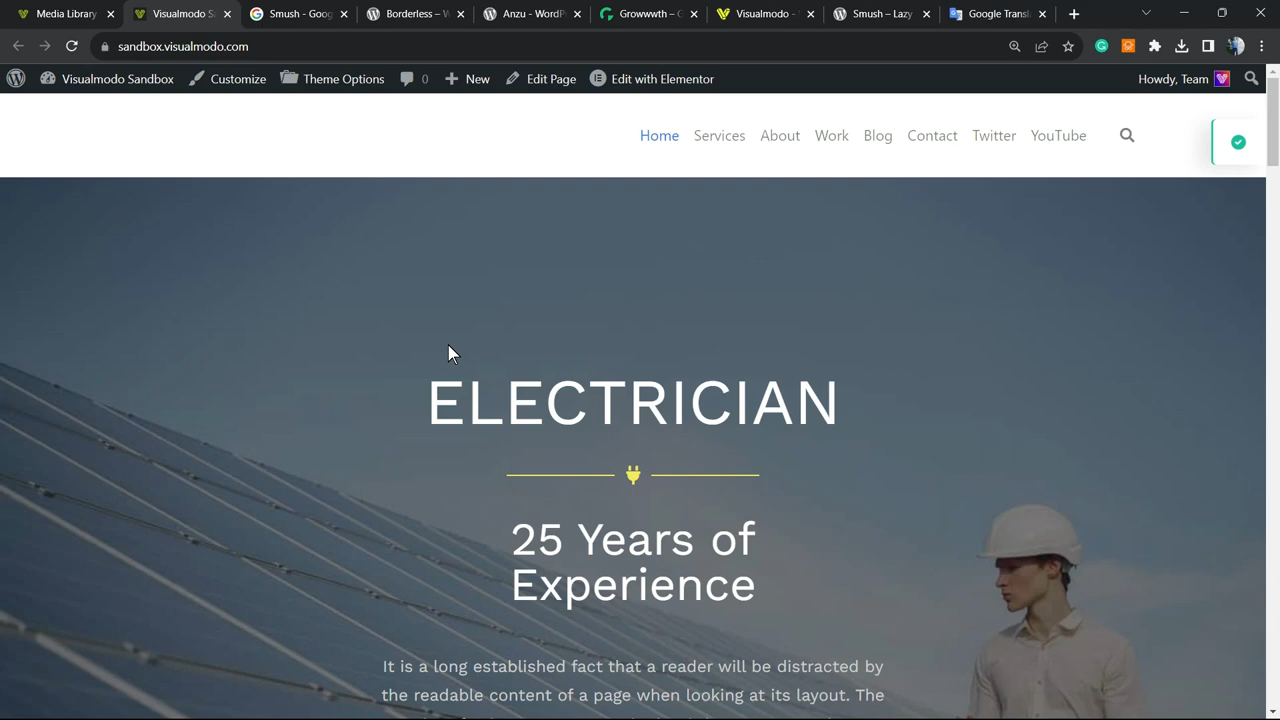 Media Library
Visualmodo S
Smush - Goog
Borderless – W
Anzu - WordP
Growwwth – G
Visualmodo -
Smush – Lazy
Google Transl
sandbox.visualmodo.com
Visualmodo Sandbox
Customize
Theme Options
0
New
Edit Page
Edit with Elementor
Howdy, Team
Home
Services
About
Work
Blog
Contact
Twitter
YouTube
ELECTRICIAN
25 Years of
Experience
It is a long established fact that a reader will be distracted by
the readable content of a page when looking at its layout. The